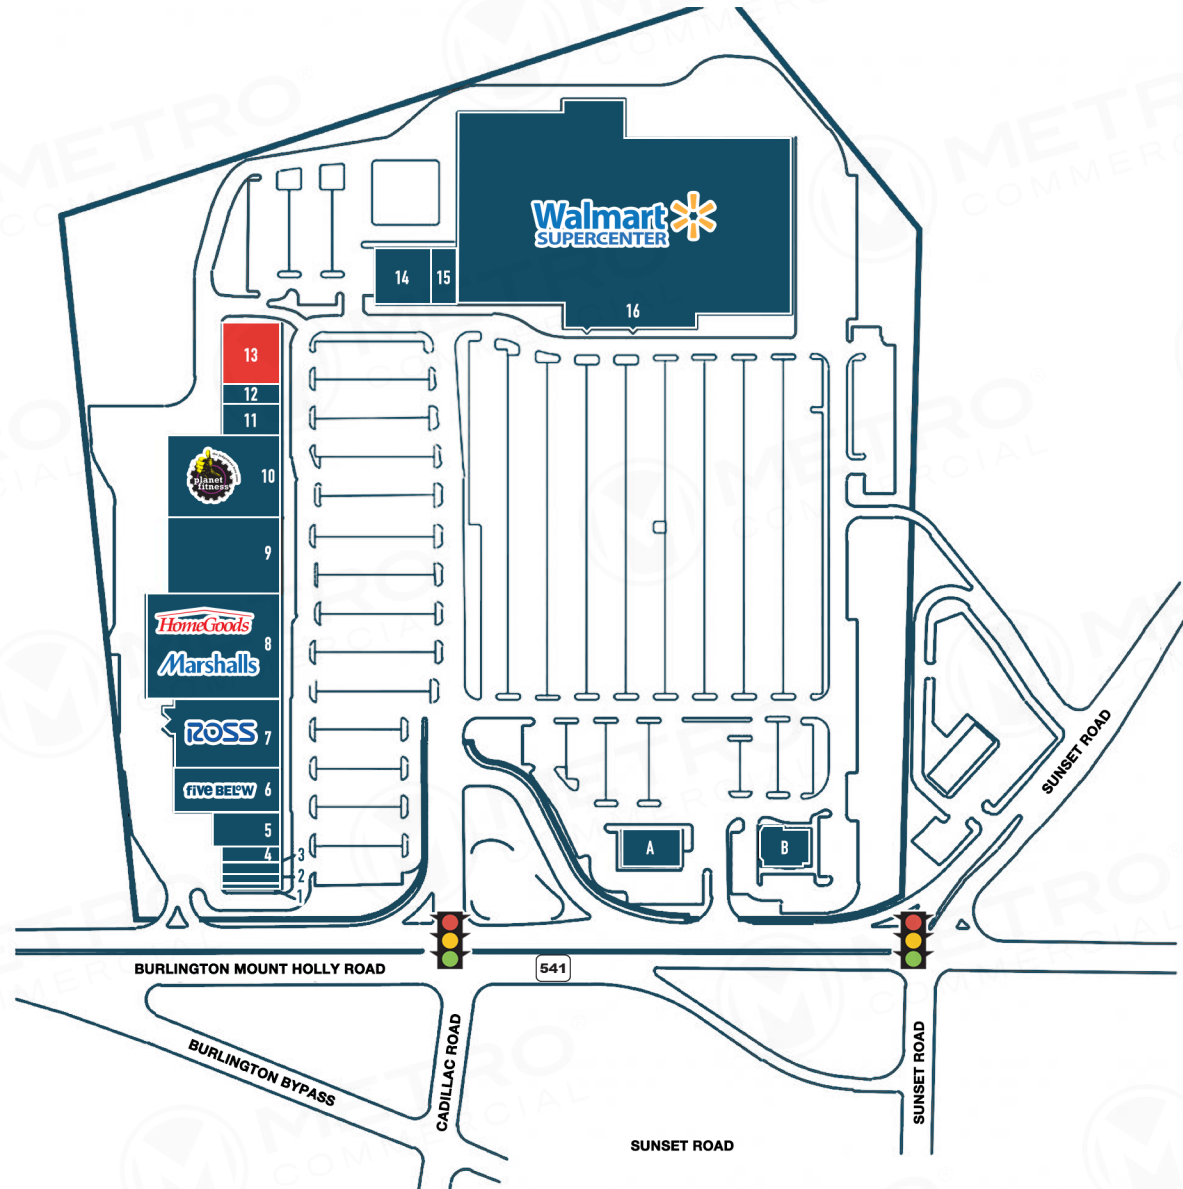 METRO
COMMERCIAL
Walmart
SUPERCENTER
14
15
16
13
12
11
planet
fitness
10
9
HomeGoods
Marshalls
8
ROSS
7
five BELOW
6
5
4
3
2
1
A
B
SUNSET ROAD
BURLINGTON MOUNT HOLLY ROAD
541
BURLINGTON BYPASS
CADILLAC ROAD
SUNSET ROAD
SUNSET ROAD